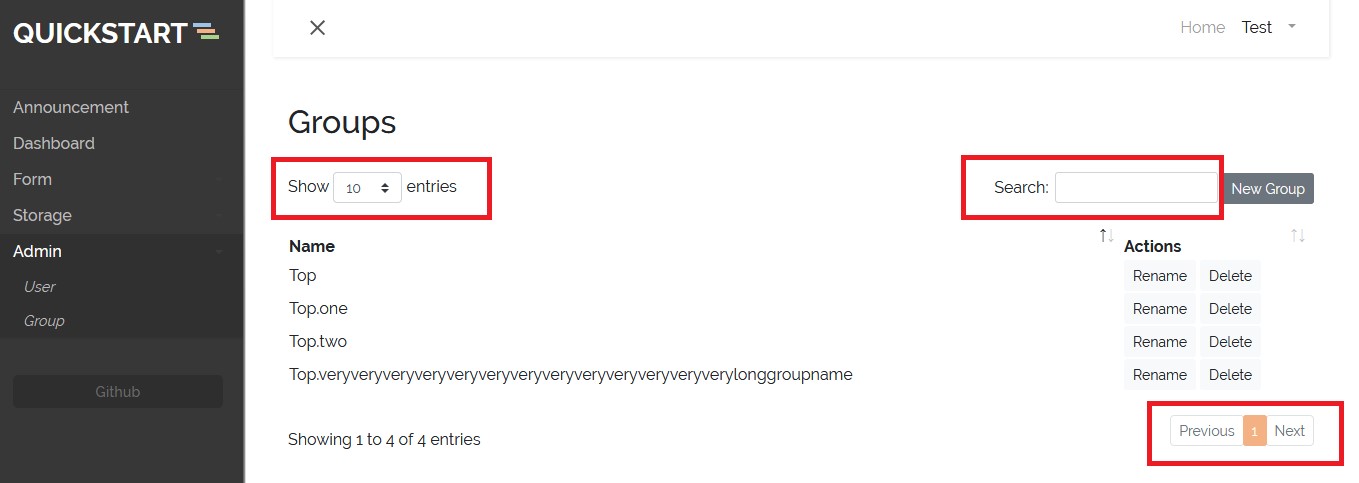 QUICKSTART
Home Test
Announcement
Dashboard
Form
Storage
Admin
User
Group
Github
Groups
Show 10 entries
Search:
New Group
Name Actions
Top Rename Delete
Top.one Rename Delete
Top.two Rename Delete
Top.veryveryveryveryveryveryveryveryveryveryveryveryverylonggroupname Rename Delete
Showing 1 to 4 of 4 entries
Previous 1 Next